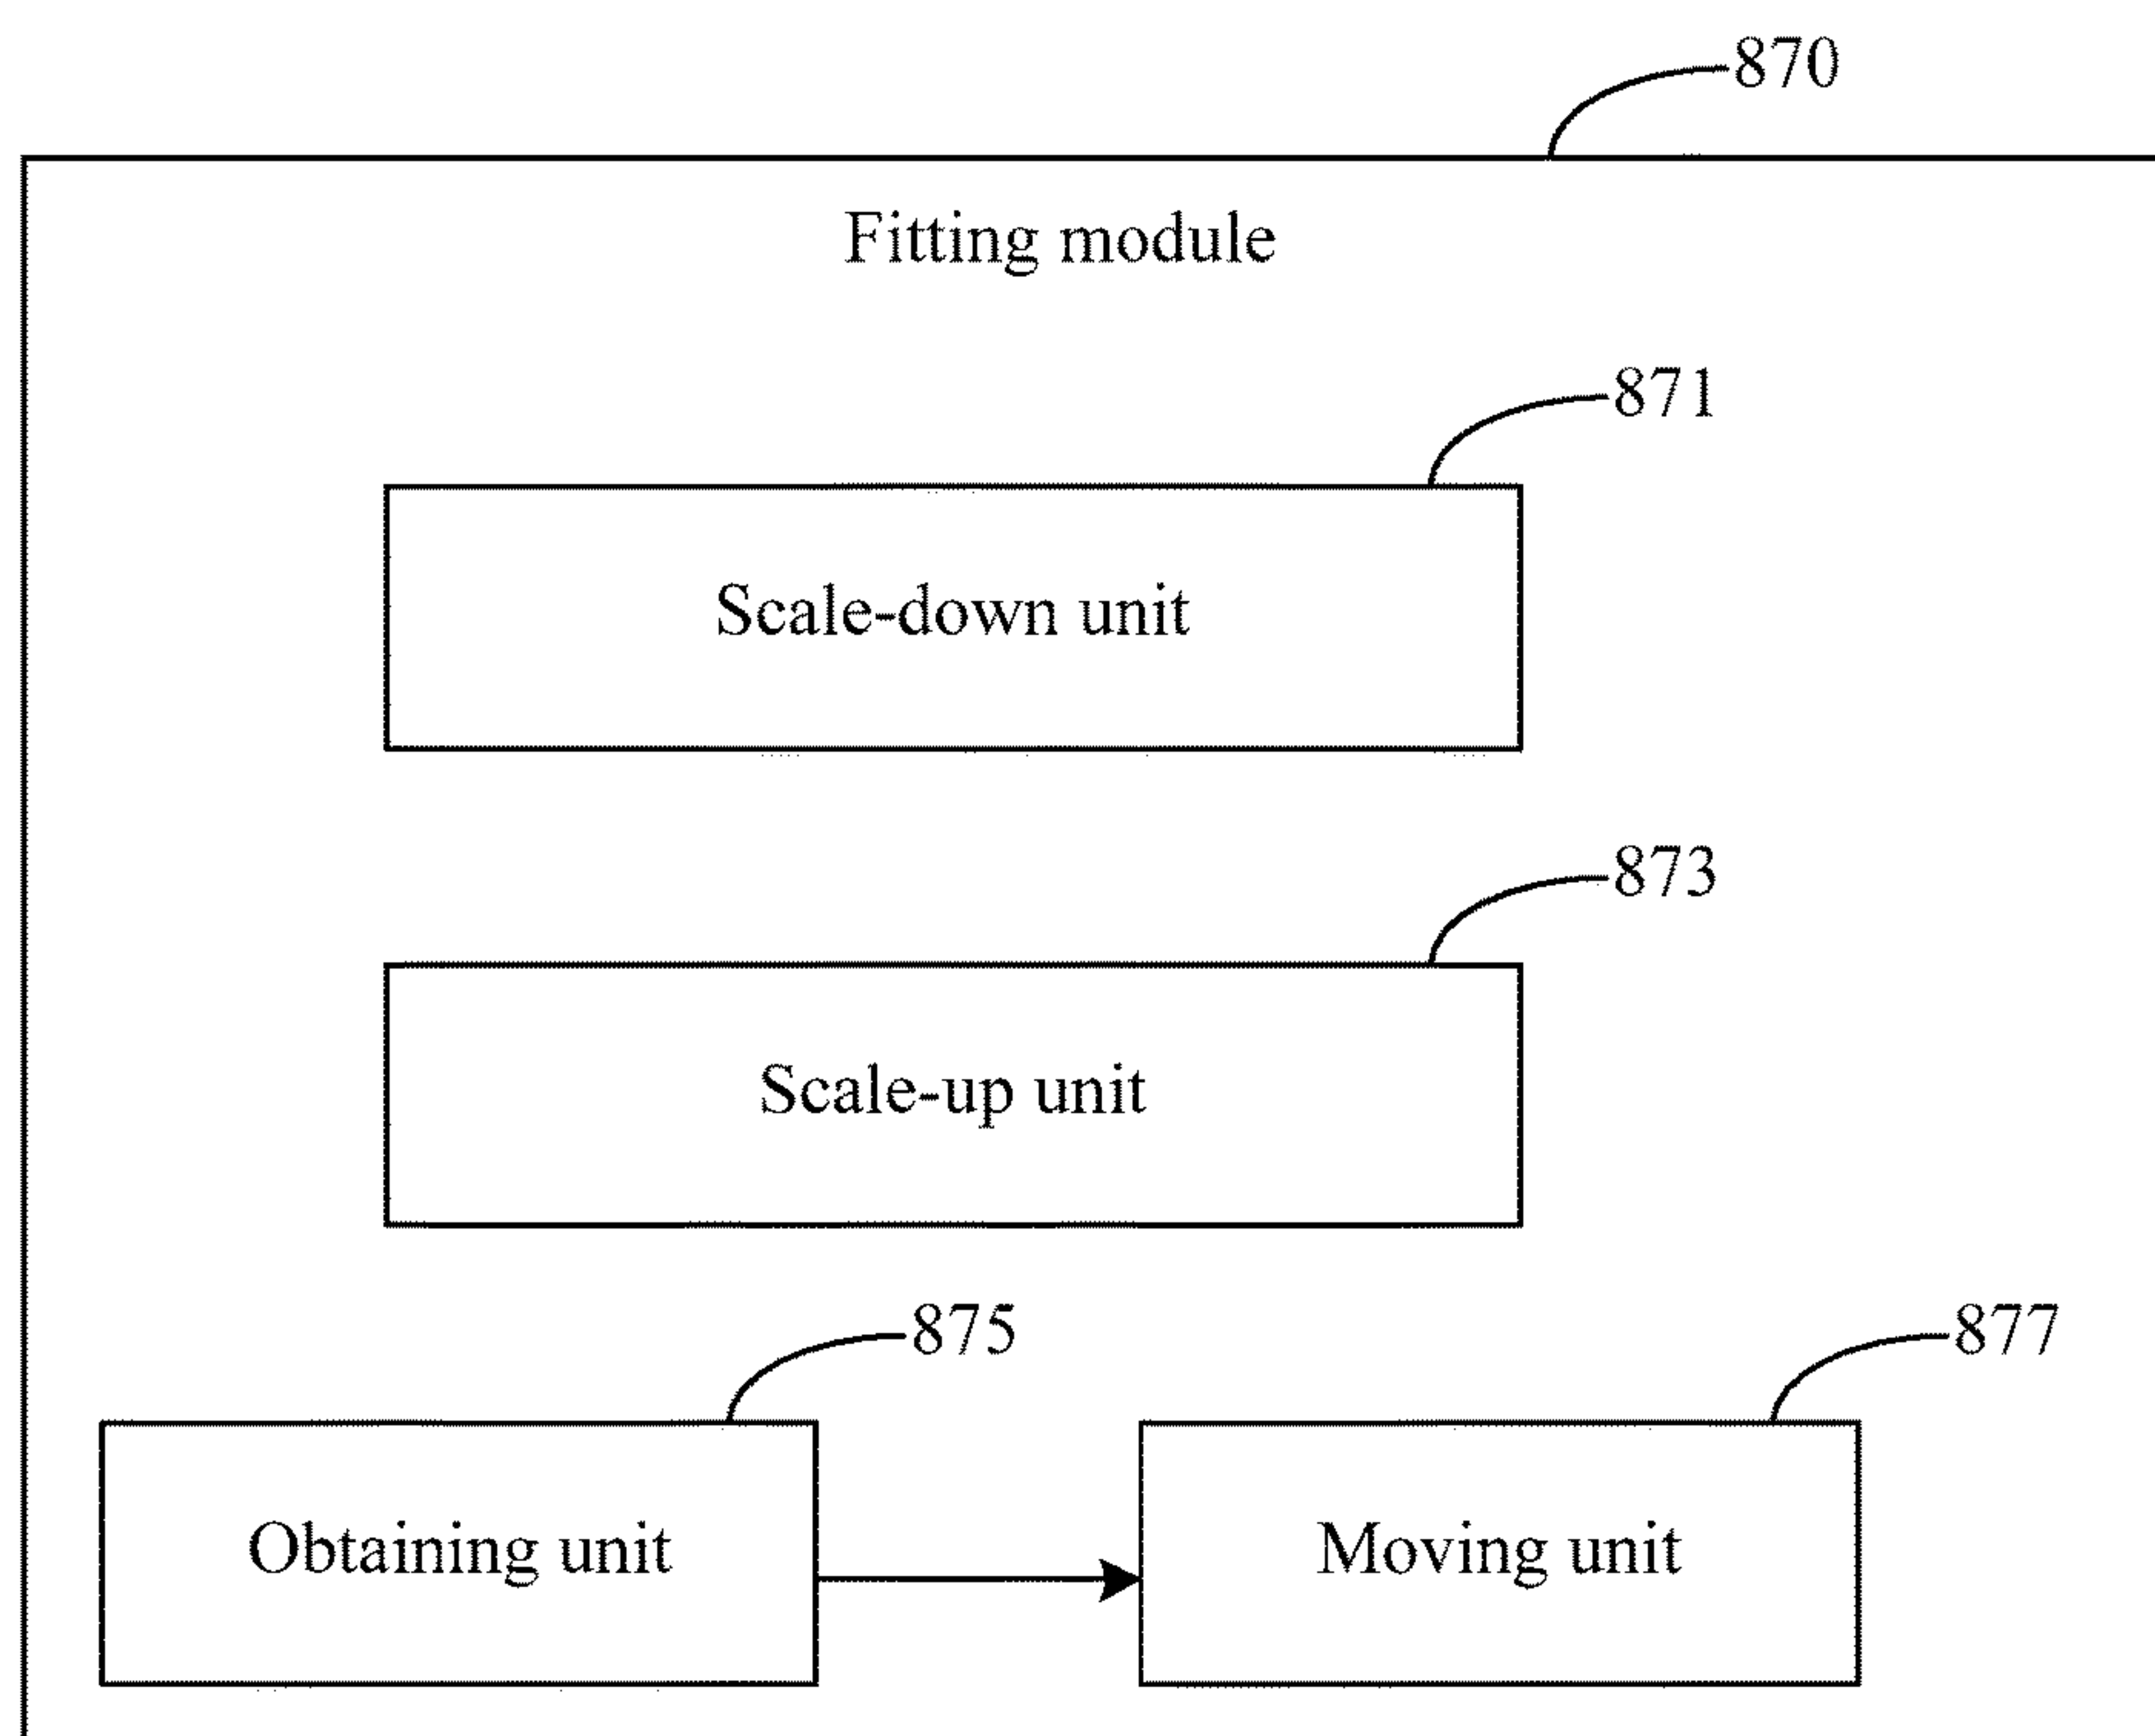 870
Fitting module
871
Scale-down unit
873
Scale-up unit
875
877
Obtaining unit
Moving unit